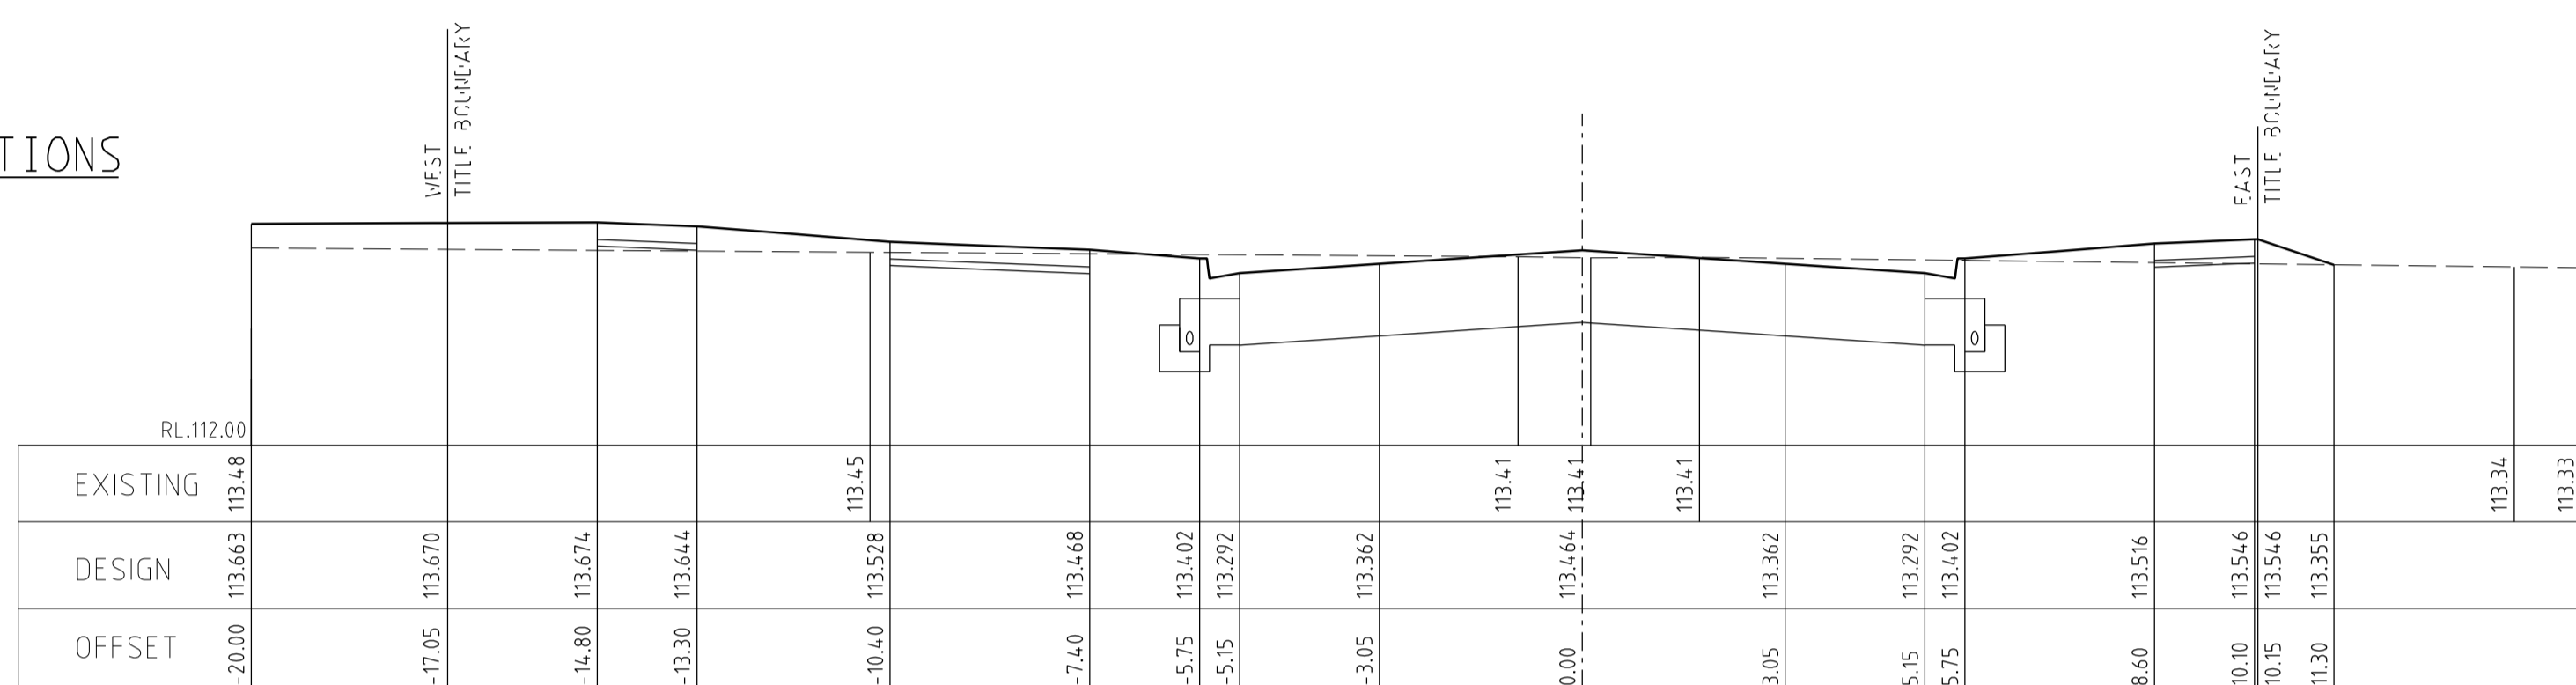 TIONS
WEST
TITLE BOUNDARY
EAST
TITLE BOUNDARY
RL.112.00
EXISTING 113.48 113.45 113.41 113.41 113.41 113.34 113.33
DESIGN 113.663 113.670 113.674 113.644 113.528 113.468 113.402 113.292 113.362 113.464 113.362 113.292 113.402 113.516 113.546 113.546 113.355
OFFSET -20.00 -17.05 -14.80 -13.30 -10.40 -7.40 -5.75 -5.15 -3.05 0.00 3.05 5.15 5.75 8.60 10.10 10.15 11.30